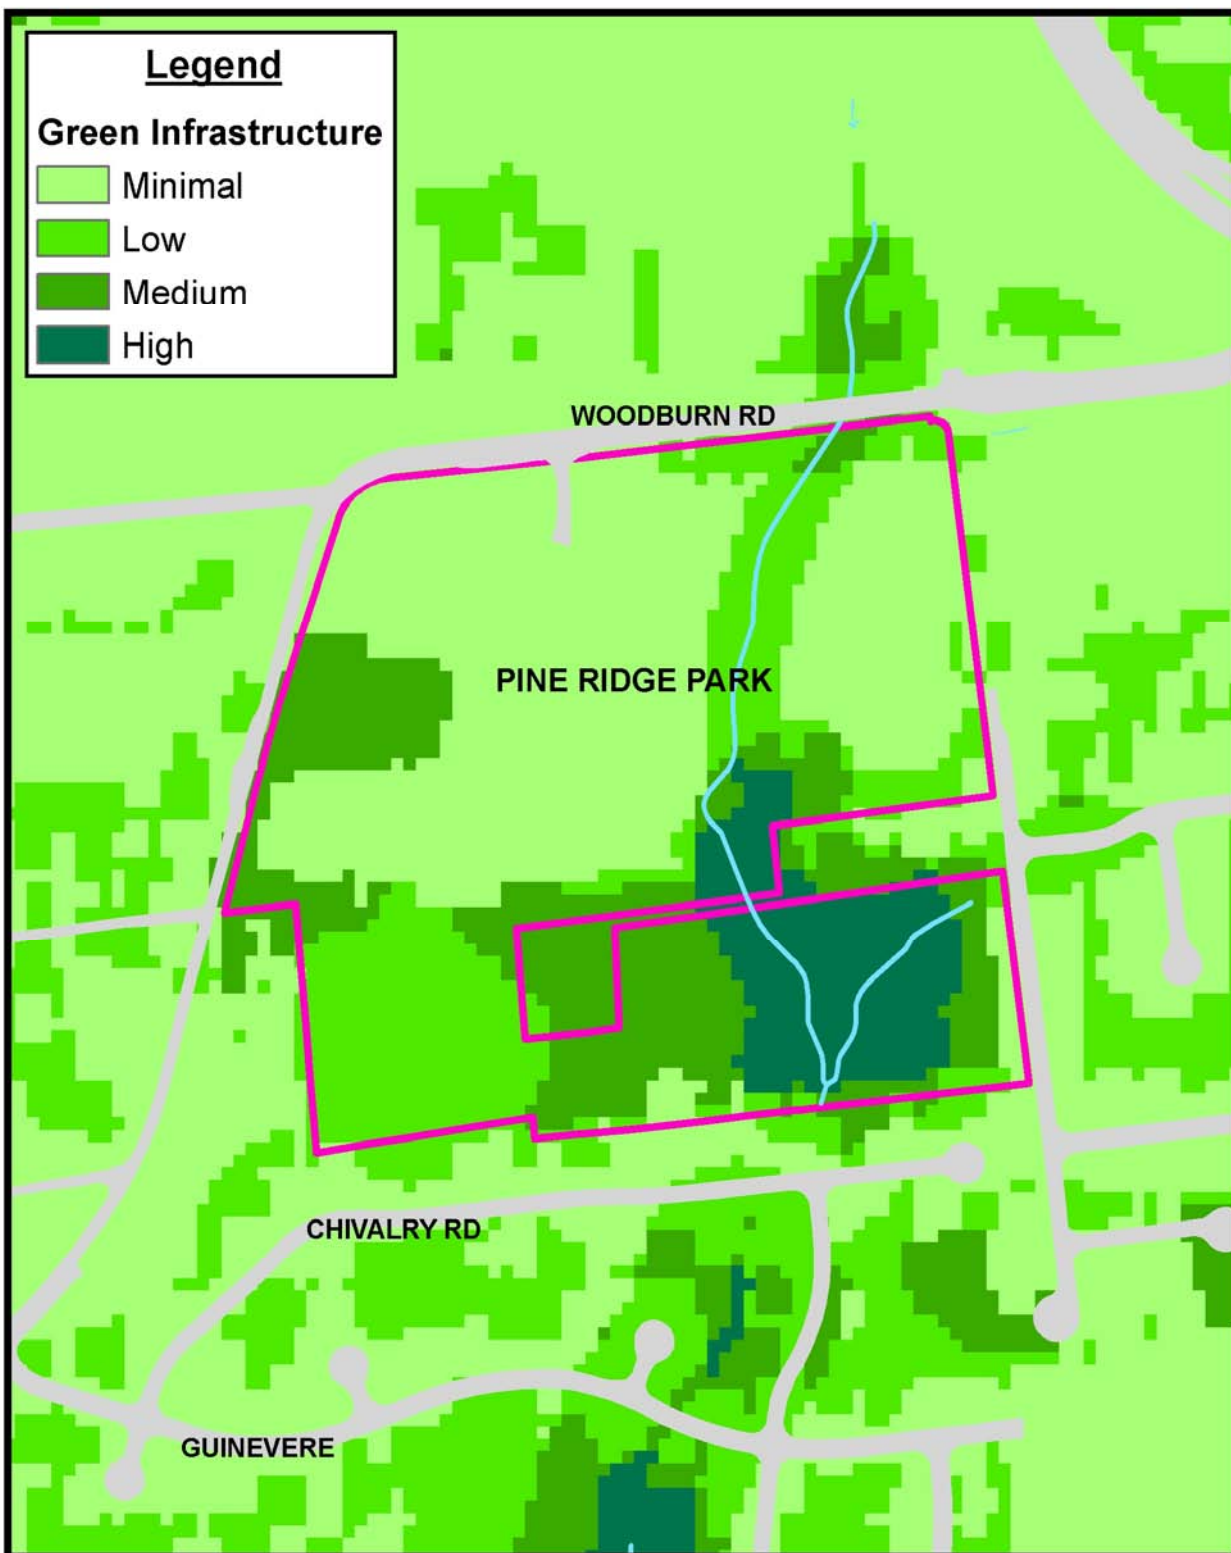 Legend
Green Infrastructure
Minimal
Low
Medium
High
WOODBURN RD
PINE RIDGE PARK
CHIVALRY RD
GUINEVERE